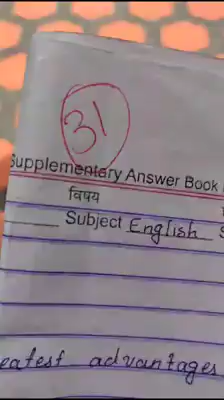 31
Supplementary Answer Book
विषय
Subject English
eatest advantages